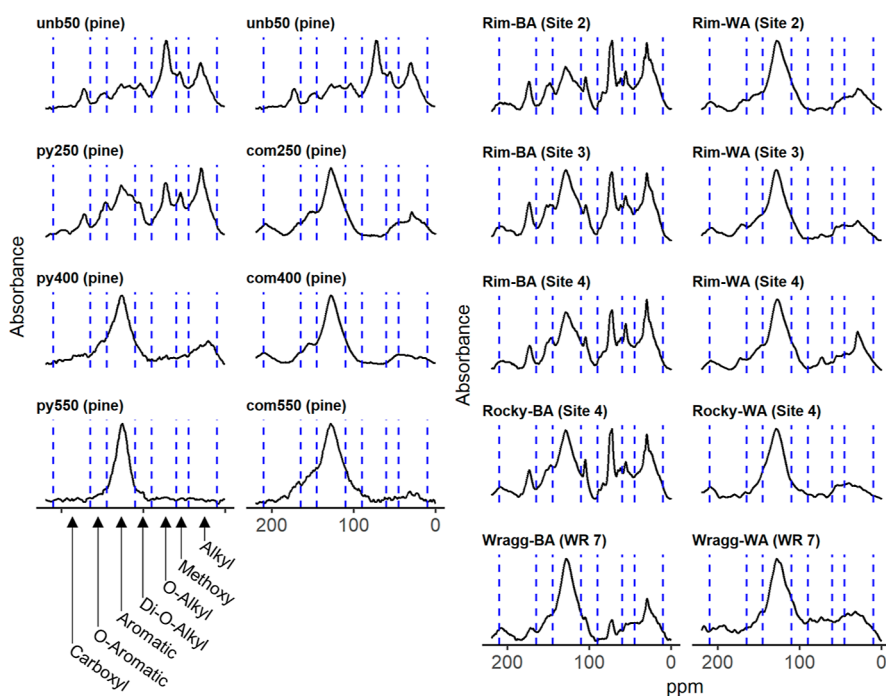 unb50 (pine)
unb50 (pine)
py250 (pine)
com250 (pine)
py400 (pine)
com400 (pine)
py550 (pine)
com550 (pine)
Absorbance
200
100
0
Carboxyl
O-Aromatic
Aromatic
Di-O-Alkyl
O-Alkyl
Methoxy
Alkyl
Rim-BA (Site 2)
Rim-WA (Site 2)
Rim-BA (Site 3)
Rim-WA (Site 3)
Rim-BA (Site 4)
Rim-WA (Site 4)
Rocky-BA (Site 4)
Rocky-WA (Site 4)
Wragg-BA (WR 7)
Wragg-WA (WR 7)
Absorbance
200
100
0
200
100
0
ppm